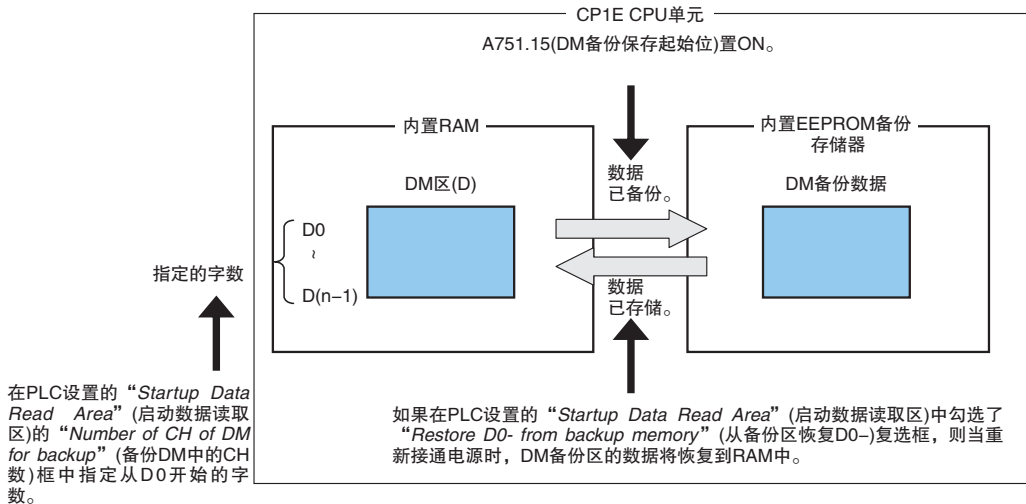 CP1E CPU单元
A751.15(DM备份保存起始位)置ON。
内置RAM
内置EEPROM备份
存储器
数据
已备份。
DM区(D)
DM备份数据
D0
~
D(n−1)
指定的字数
数据
已存储。
在PLC设置的“Startup Data
Read Area”(启动数据读取
区)的“Number of CH of DM
for backup”(备份DM中的CH
数)框中指定从D0开始的字
数。
如果在PLC设置的“Startup Data Read Area”(启动数据读取区)中勾选了
“Restore D0- from backup memory”(从备份区恢复D0–)复选框，则当重
新接通电源时，DM备份区的数据将恢复到RAM中。